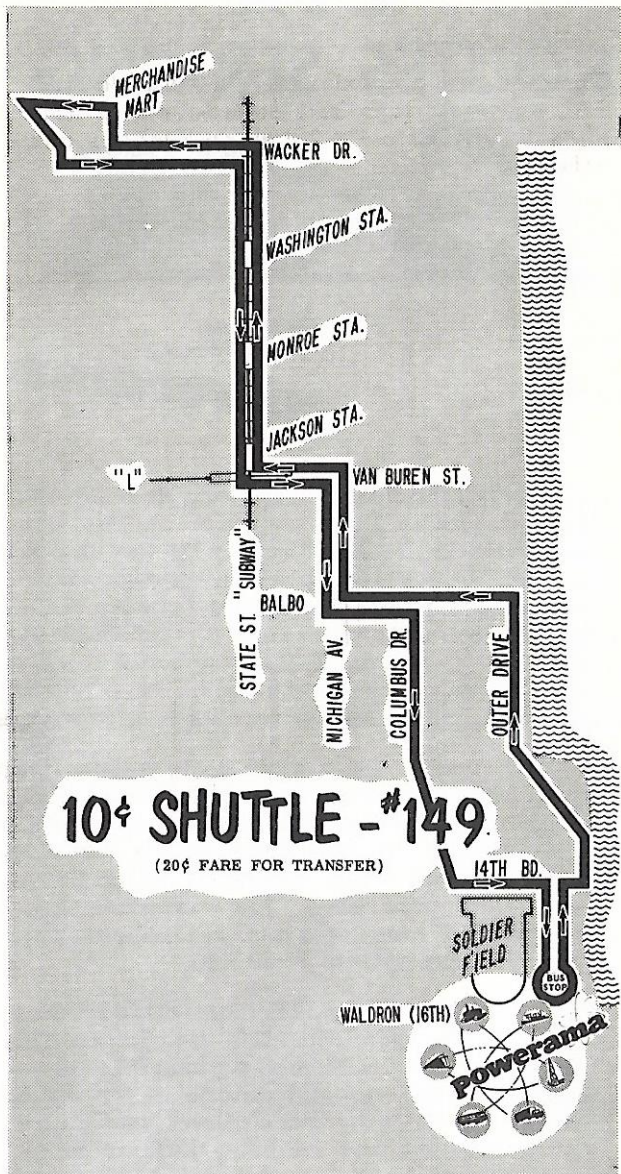 MERCHANDISE
MART
WACKER DR.
WASHINGTON STA.
MONROE STA.
JACKSON STA.
"L"
VAN BUREN ST.
STATE ST. "SUBWAY"
BALBO
MICHIGAN AV.
COLUMBUS DR.
OUTER DRIVE
10¢ SHUTTLE - #149
(20¢ FARE FOR TRANSFER)
14TH BD.
SOLDIER
FIELD
BUS
STOP
WALDRON (16TH)
POWERAMA